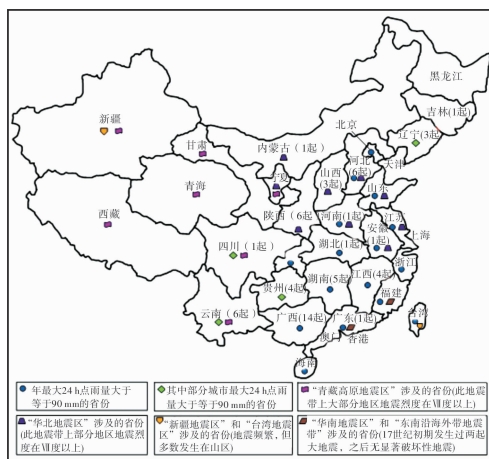 黑龙江
吉林(1起)
辽宁(3起)
新疆
北京
内蒙古（1起）
甘肃
河北
(6起)
天津
宁夏
山西
(3起)
青海
山东
陕西（6起
河南(1起)
江苏
西藏
安徽
(1起)
上海
四川（1起）
湖北(1起)
浙江
贵州(4起)
湖南(5起)
江西(4起)
福建
云南（6起）
广西(14起)
广东(1起)
台湾
澳门
香港
海南
年最大24 h点雨量大于
等于90 mm的省份
其中部分城市最大24 h点
雨量大于等于90 mm的省份
“青藏高原地震区”涉及的省份(此地
震带上大部分地区地震烈度在Ⅶ度以上)
“华北地震区”涉及的省份
(此地震带上部分地区地震烈
度在Ⅶ度以上)
“新疆地震区”和“台湾地震
区”涉及的省份(地震频繁,但
多数发生在山区)
“华南地震区”和“东南沿海外带地震
带”涉及的省份(17世纪初期发生过两起
大地震，之后无显著破坏性地震)